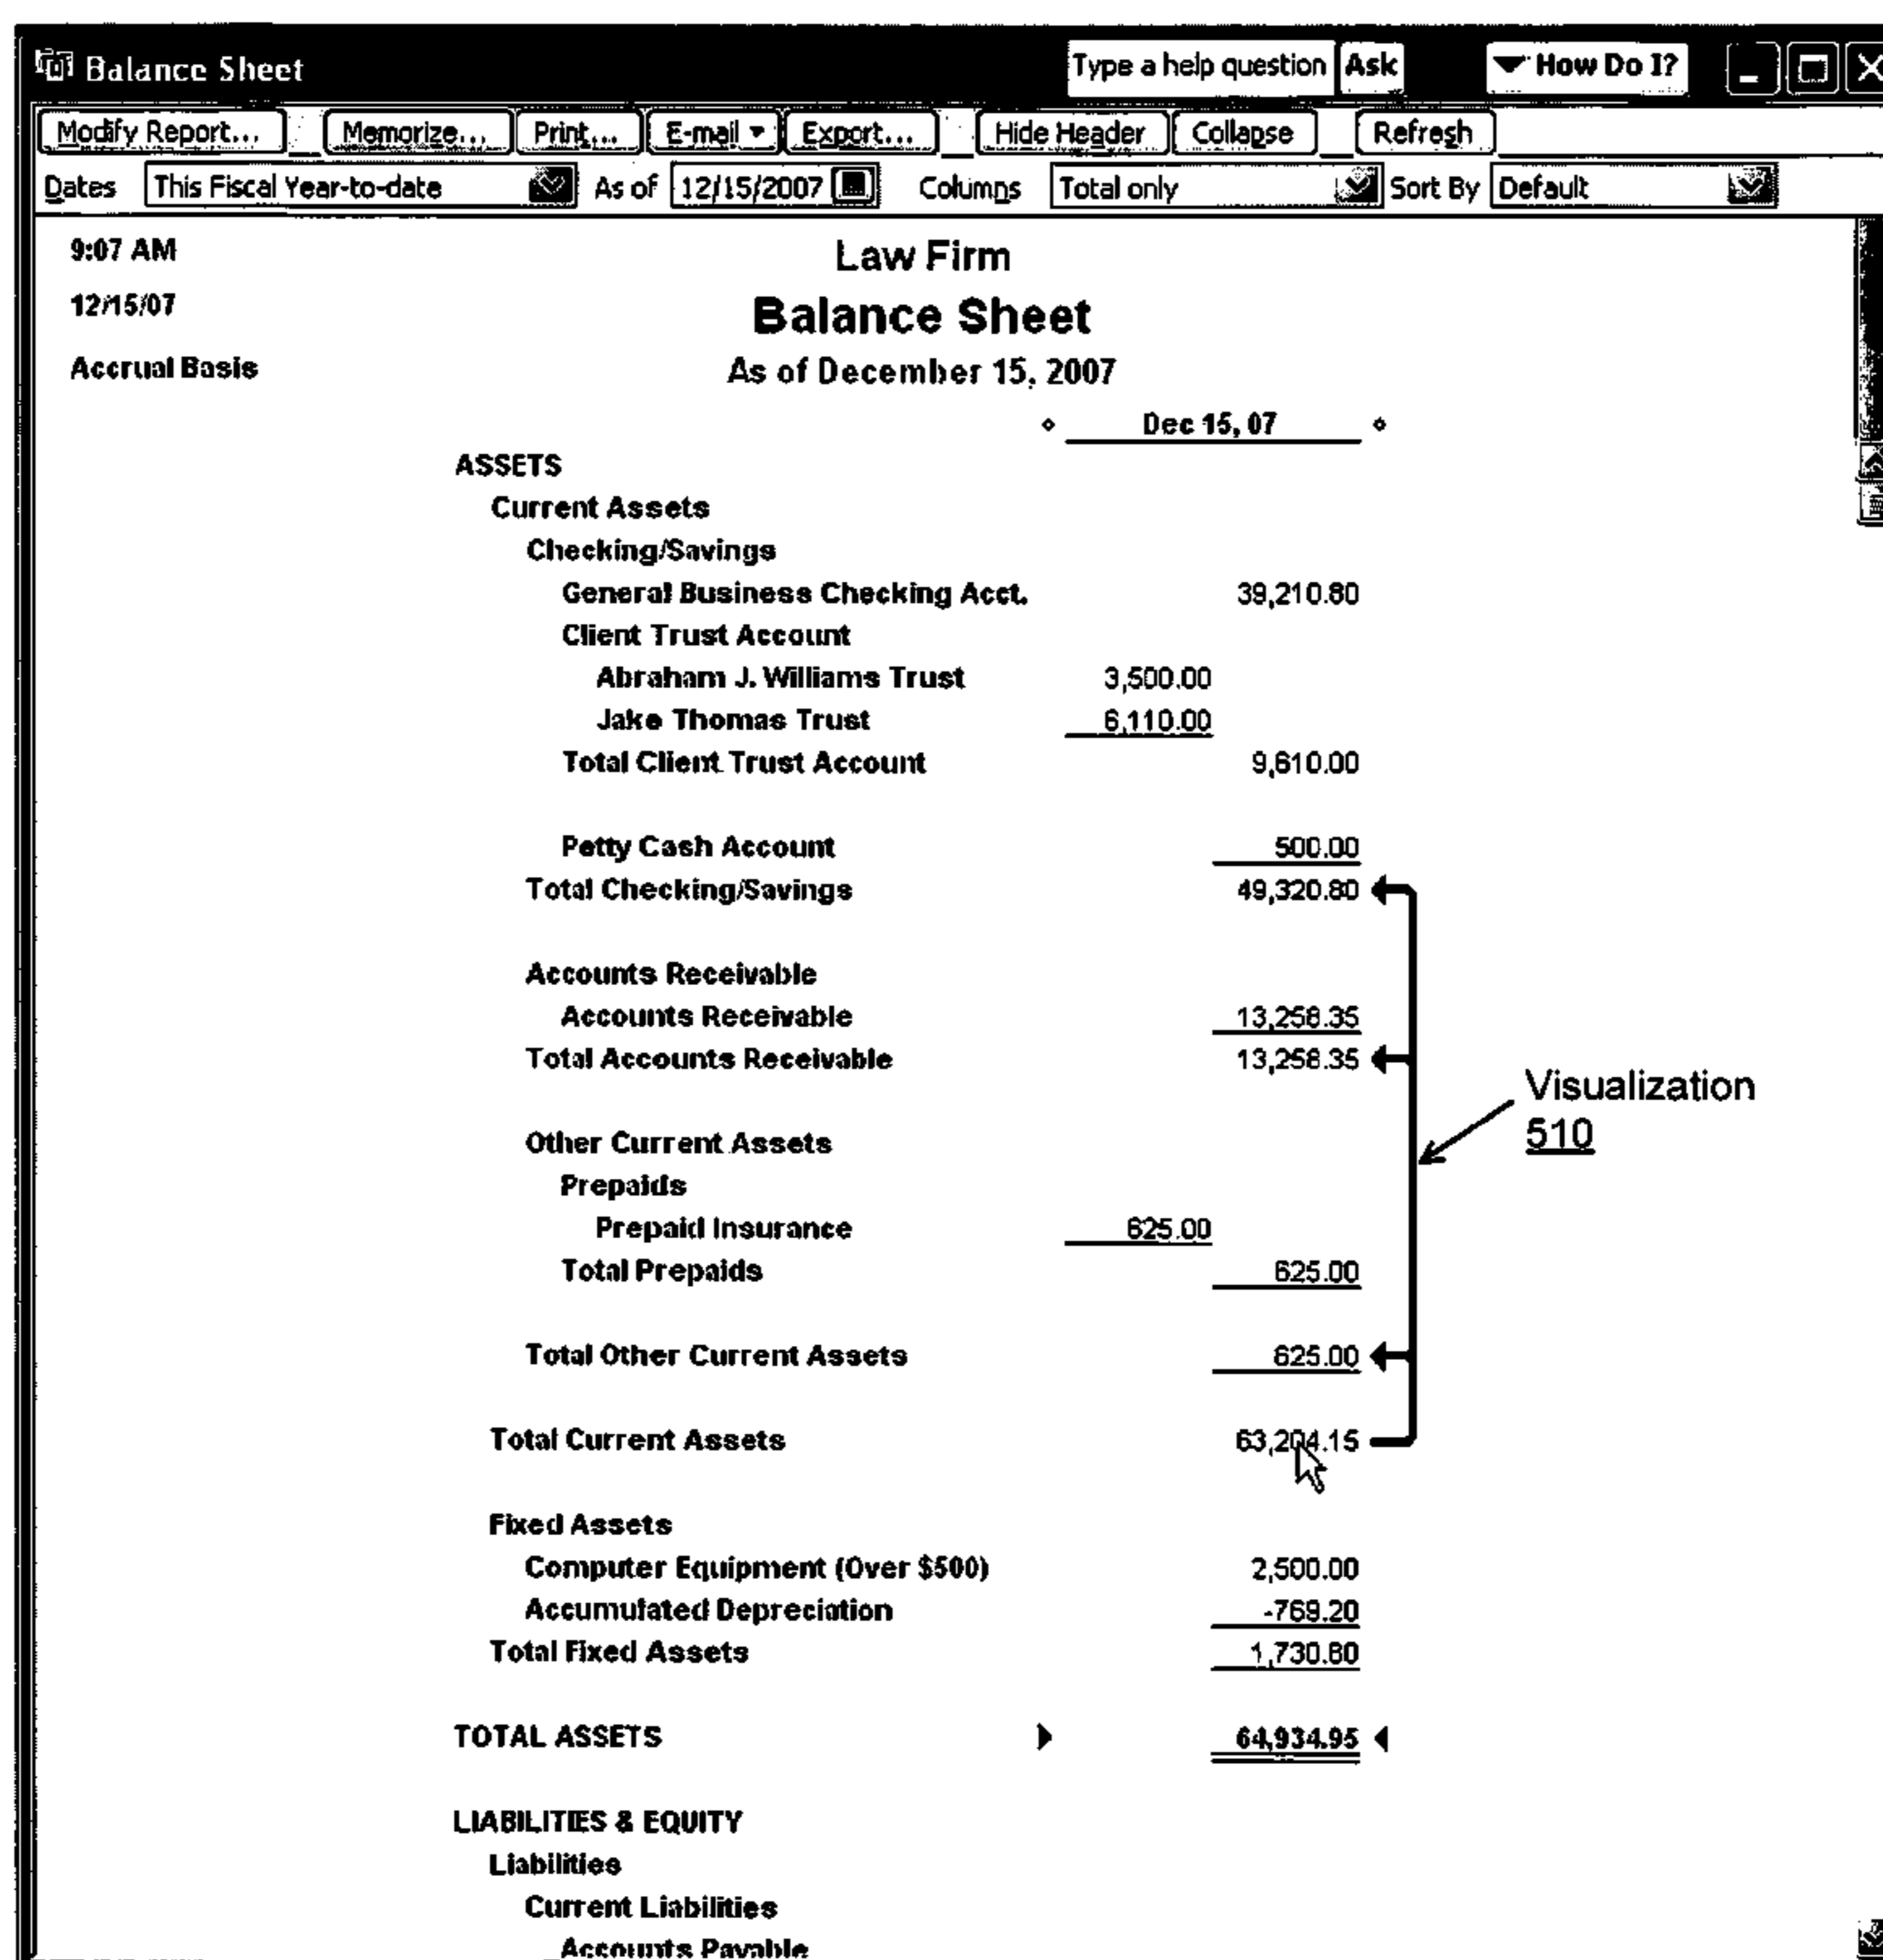 Balance Sheet Type a help question Ask How Do I?
Modify Report... Memorize... Print... E-mail Export... Hide Header Collapse Refresh
Dates This Fiscal Year-to-date As of 12/15/2007 Columns Total only Sort By Default
9:07 AM Law Firm
12/15/07 Balance Sheet
Accrual Basis As of December 15, 2007
Dec 15, 07
ASSETS
Current Assets
Checking/Savings
General Business Checking Acct. 39,210.80
Client Trust Account
Abraham J. Williams Trust 3,500.00
Jake Thomas Trust 6,110.00
Total Client Trust Account 9,610.00
Petty Cash Account 500.00
Total Checking/Savings 49,320.80
Accounts Receivable
Accounts Receivable 13,258.35
Total Accounts Receivable 13,258.35
Visualization
510
Other Current Assets
Prepaids
Prepaid Insurance 625.00
Total Prepaids 625.00
Total Other Current Assets 625.00
Total Current Assets 63,204.15
Fixed Assets
Computer Equipment (Over $500) 2,500.00
Accumulated Depreciation -769.20
Total Fixed Assets 1,730.80
TOTAL ASSETS 64,934.95
LIABILITIES & EQUITY
Liabilities
Current Liabilities
Accounts Payable